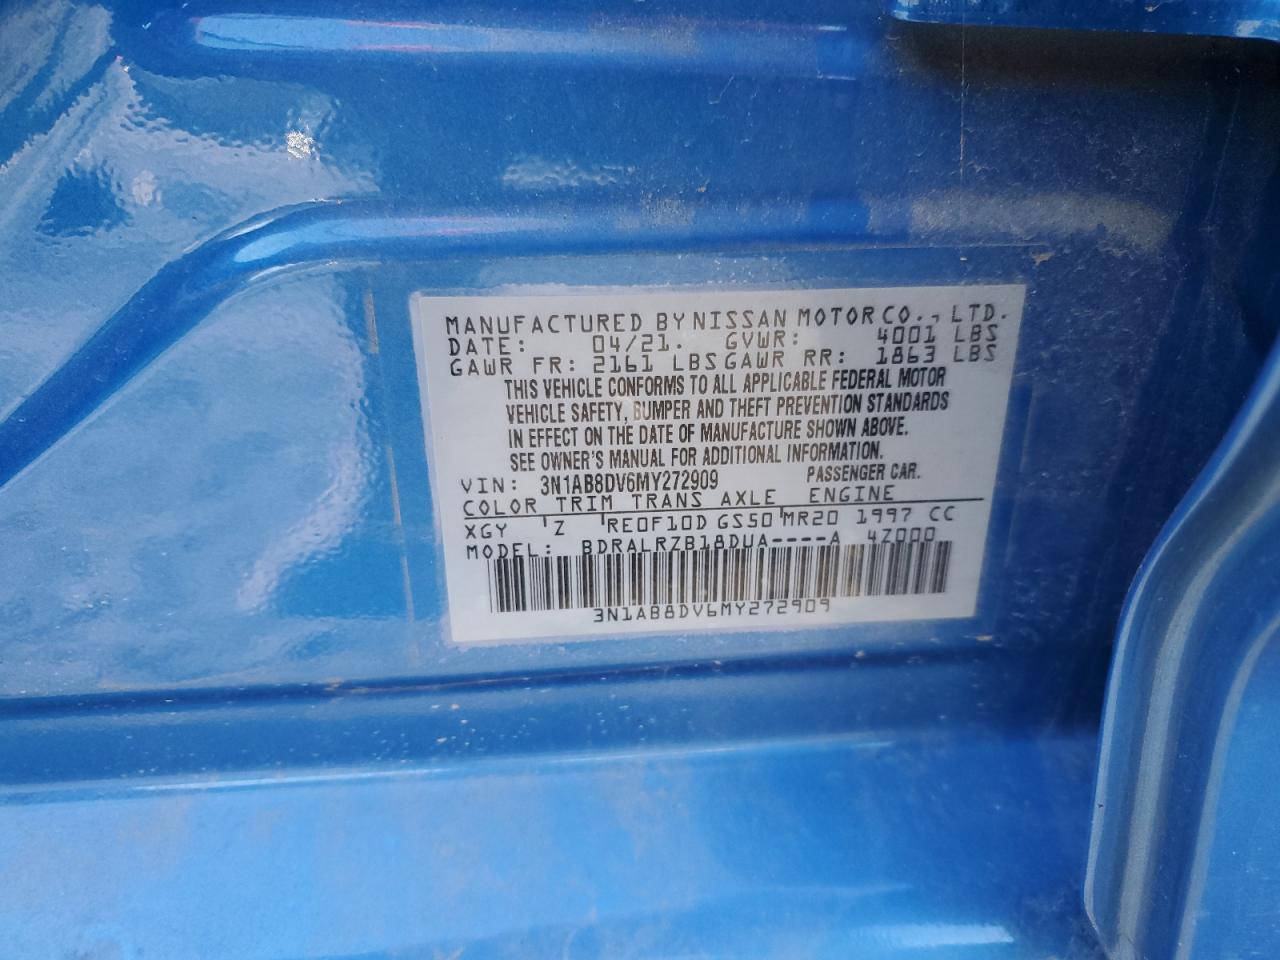 MANUFACTURED BY NISSAN MOTOR CO., LTD.
DATE: 04/21. GVWR: 4001 LBS
GAWR FR: 2161 LBS GAWR RR: 1863 LBS
THIS VEHICLE CONFORMS TO ALL APPLICABLE FEDERAL MOTOR
VEHICLE SAFETY, BUMPER AND THEFT PREVENTION STANDARDS
IN EFFECT ON THE DATE OF MANUFACTURE SHOWN ABOVE.
SEE OWNER'S MANUAL FOR ADDITIONAL INFORMATION.
VIN: 3N1AB8DV6MY272909 PASSENGER CAR.
COLOR TRIM TRANS AXLE ENGINE
XGY Z RE0F10D GS50 MR20 1997 CC
MODEL: BDRALRZB18DUA----A 4Z000
3N1AB8DV6MY272909